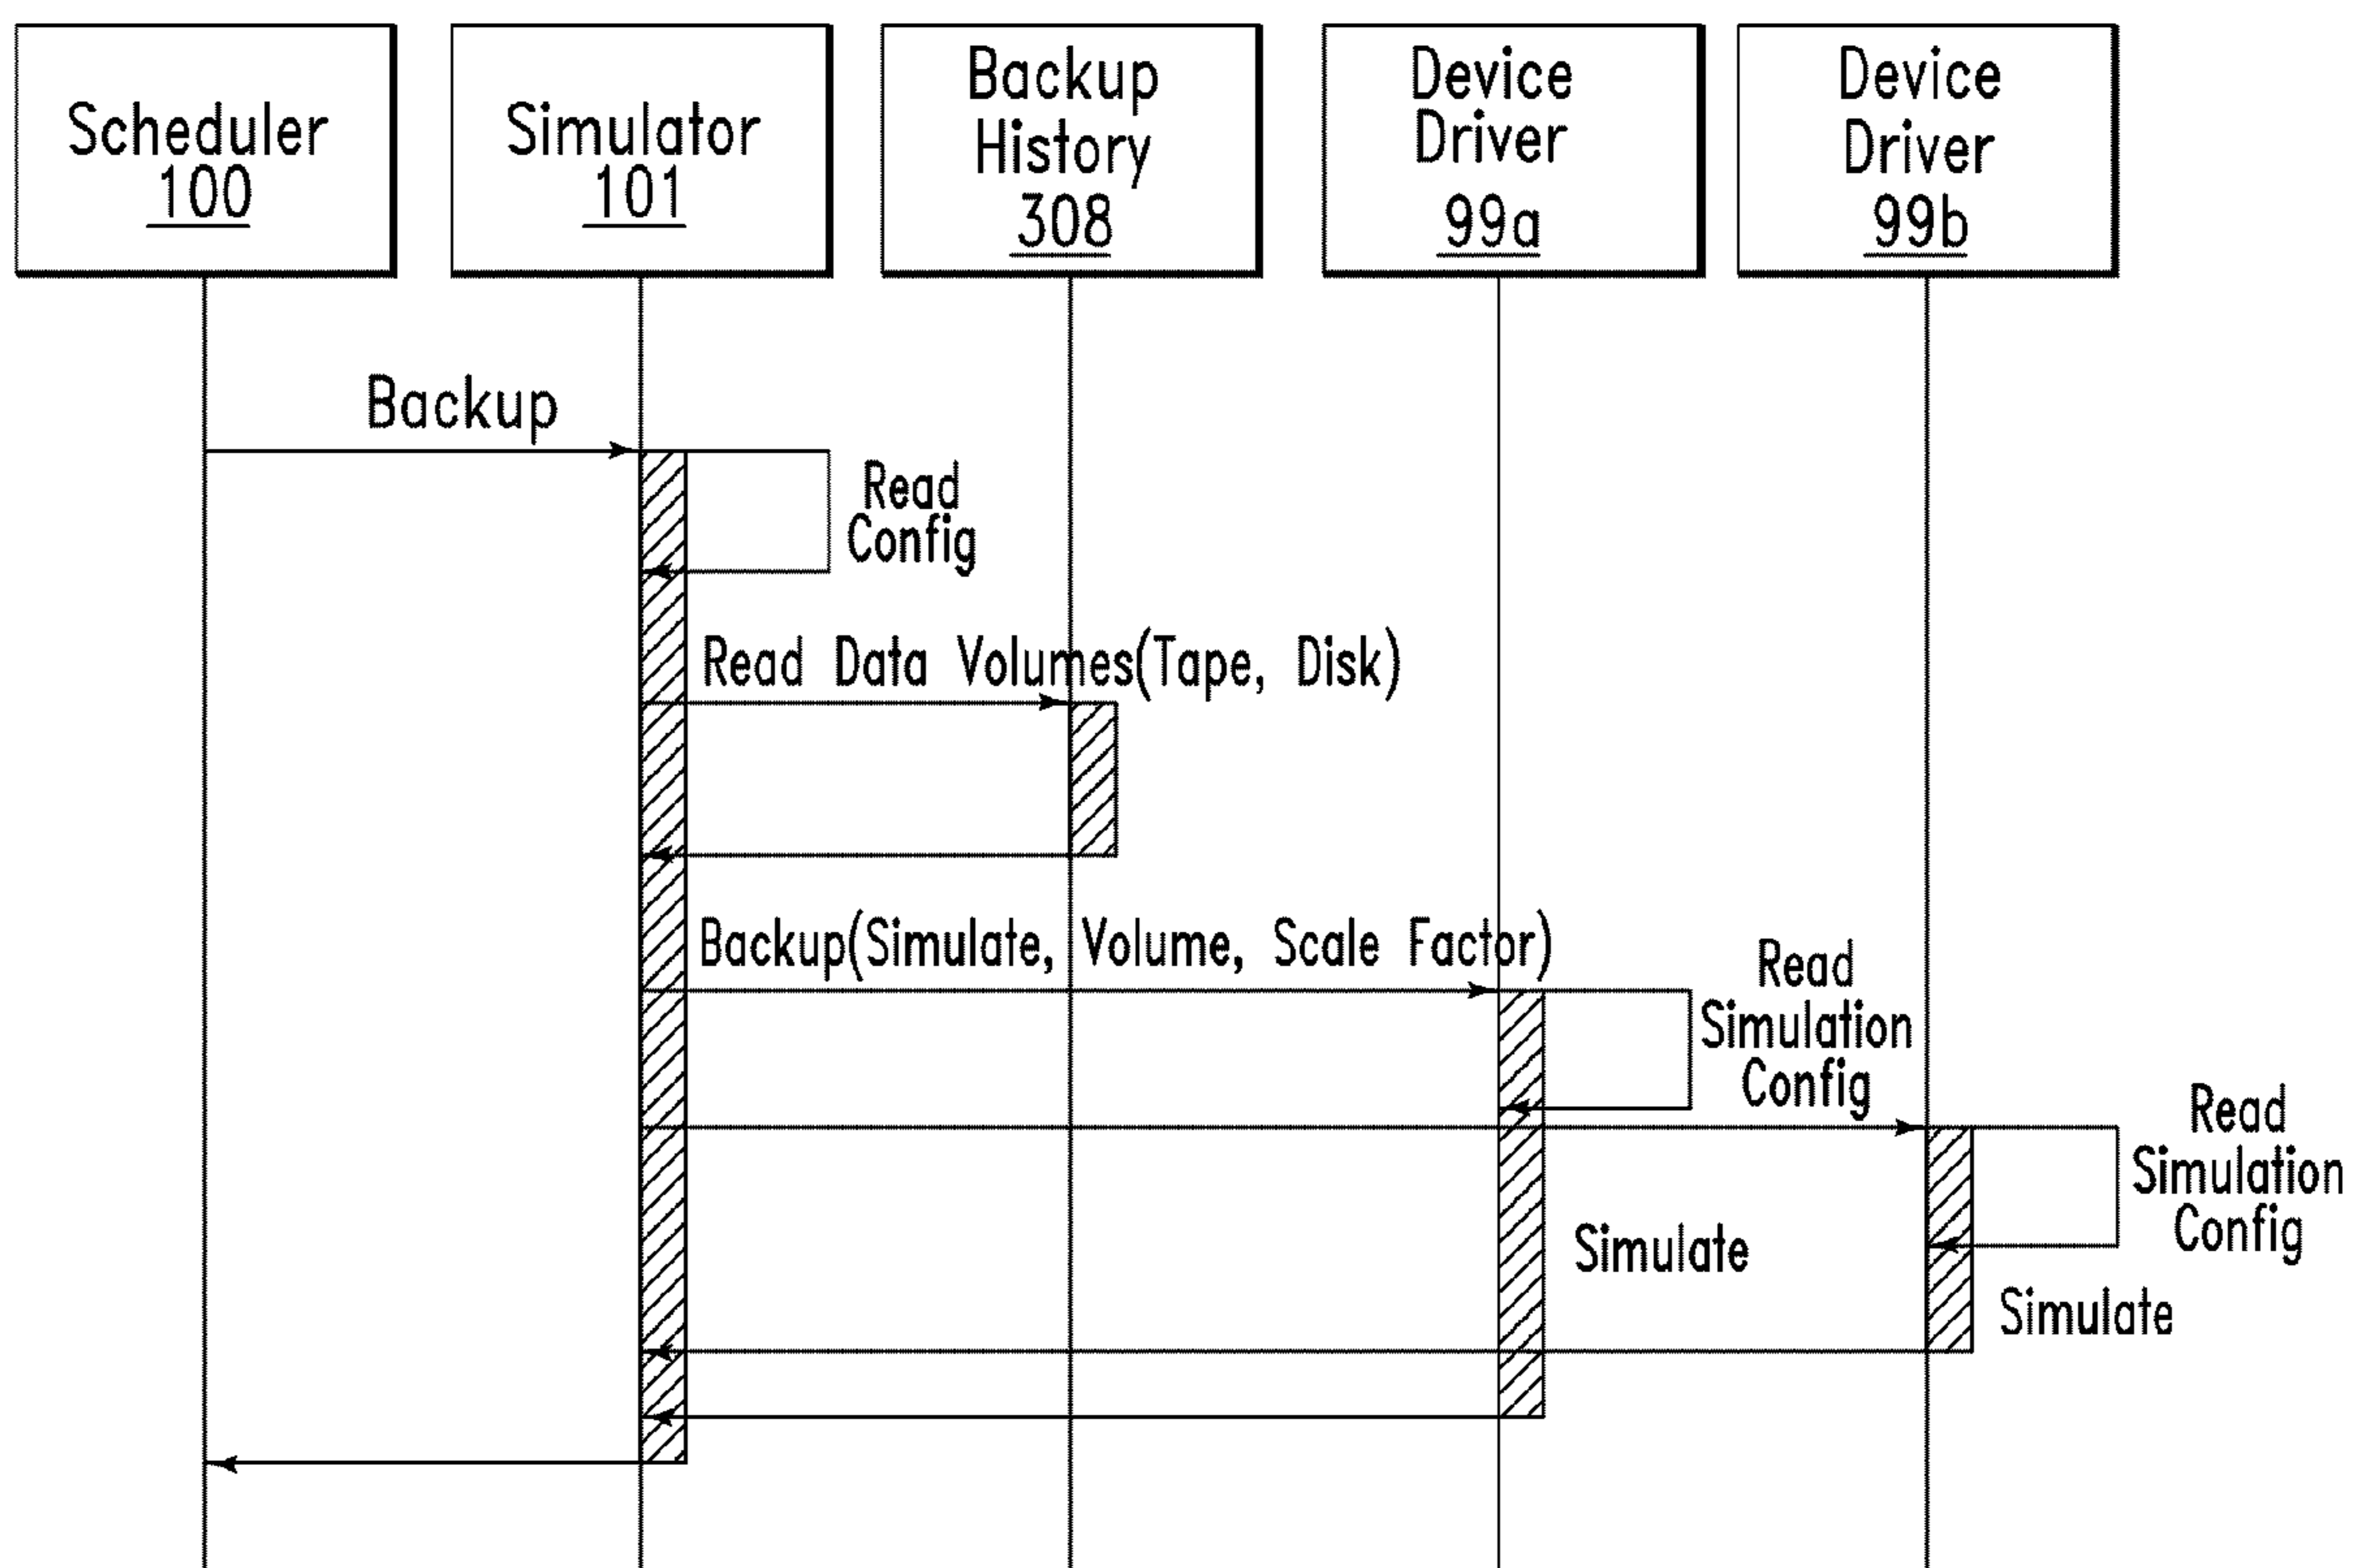 Scheduler
100
Simulator
101
Backup
History
308
Device
Driver
99a
Device
Driver
99b
Backup
Read
Config
Read Data Volumes(Tape, Disk)
Backup(Simulate, Volume, Scale Factor)
Read
Simulation
Config
Read
Simulation
Config
Simulate
Simulate